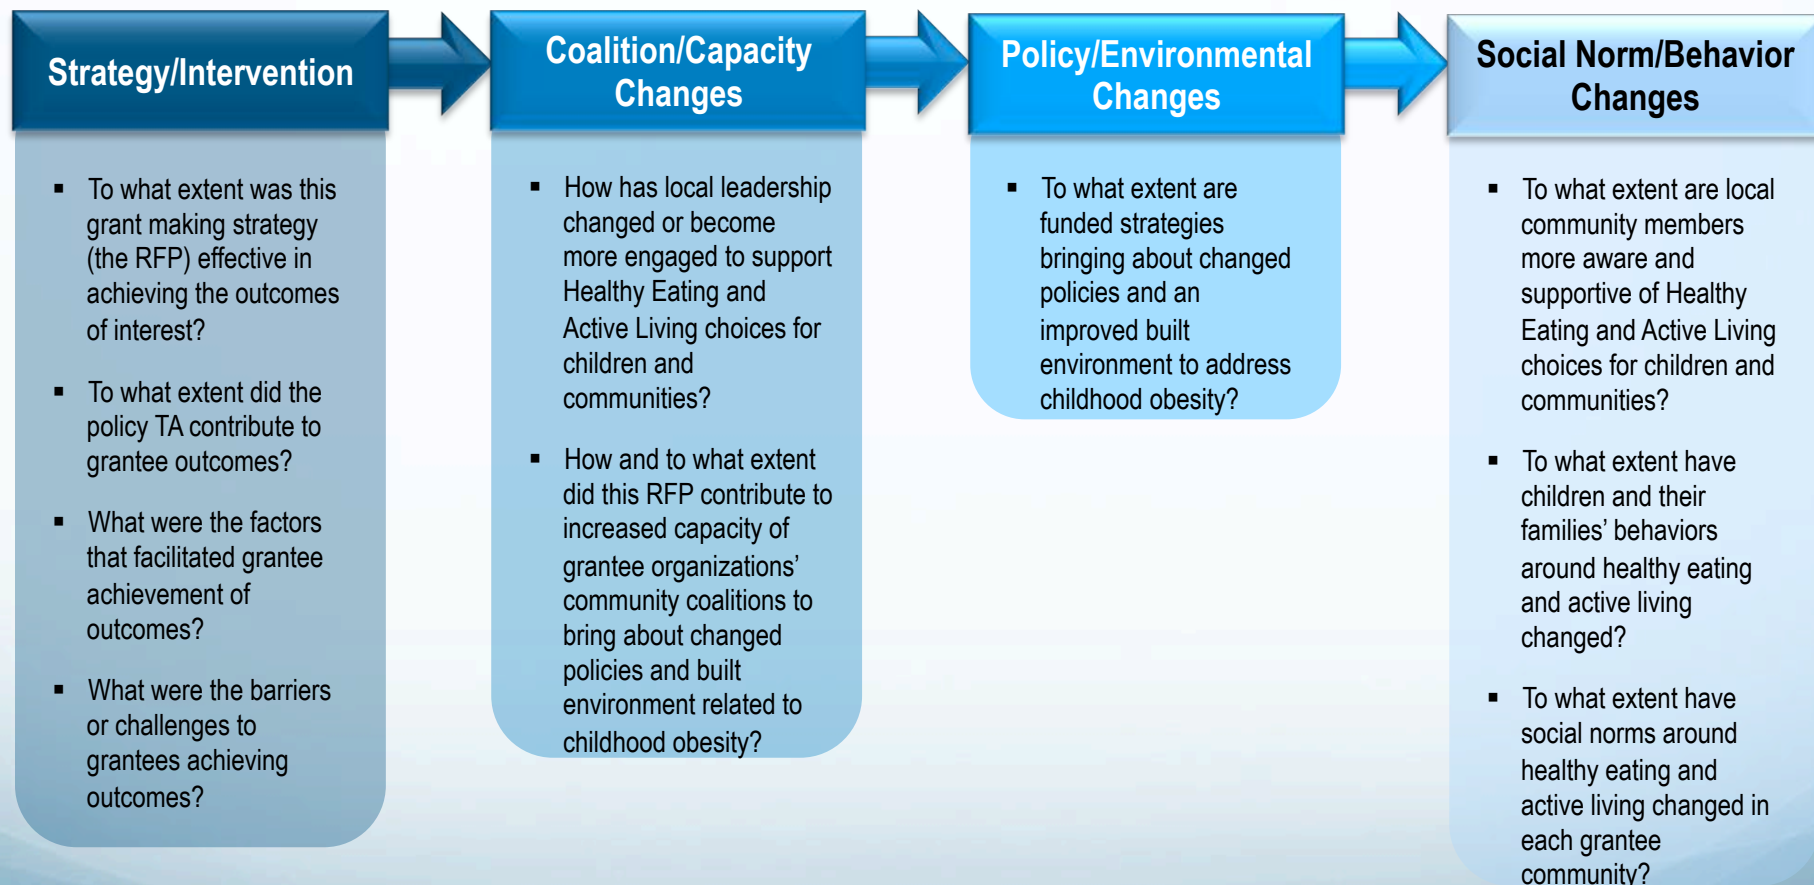 Strategy/Intervention
▪ To what extent was this
grant making strategy
(the RFP) effective in
achieving the outcomes
of interest?
▪ To what extent did the
policy TA contribute to
grantee outcomes?
▪ What were the factors
that facilitated grantee
achievement of
outcomes?
▪ What were the barriers
or challenges to
grantees achieving
outcomes?
Coalition/Capacity
Changes
▪ How has local leadership
changed or become
more engaged to support
Healthy Eating and
Active Living choices for
children and
communities?
▪ How and to what extent
did this RFP contribute to
increased capacity of
grantee organizations’
community coalitions to
bring about changed
policies and built
environment related to
childhood obesity?
Policy/Environmental
Changes
▪ To what extent are
funded strategies
bringing about changed
policies and an
improved built
environment to address
childhood obesity?
Social Norm/Behavior
Changes
▪ To what extent are local
community members
more aware and
supportive of Healthy
Eating and Active Living
choices for children and
communities?
▪ To what extent have
children and their
families’ behaviors
around healthy eating
and active living
changed?
▪ To what extent have
social norms around
healthy eating and
active living changed in
each grantee
community?